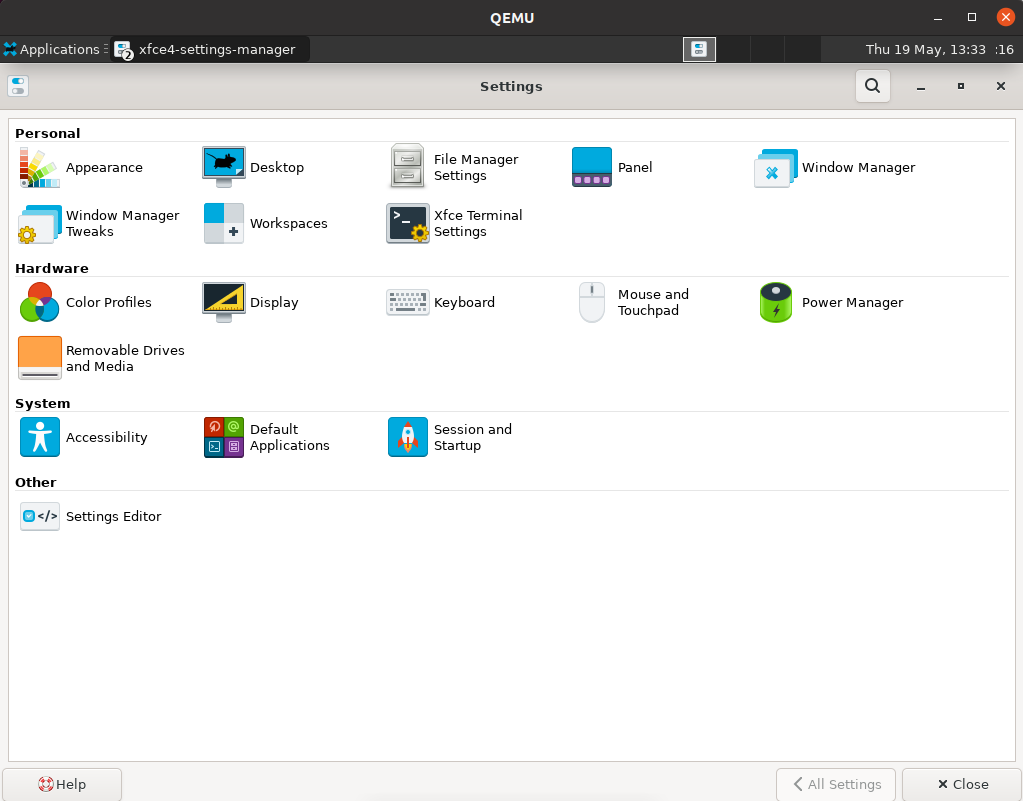 QEMU
Applications
2
xfce4-settings-manager
Thu 19 May, 13:33 :16
Settings
Personal
Appearance
Desktop
File Manager
Settings
Panel
Window Manager
Window Manager
Tweaks
Workspaces
Xfce Terminal
Settings
Hardware
Color Profiles
Display
Keyboard
Mouse and
Touchpad
Power Manager
Removable Drives
and Media
System
Accessibility
Default
Applications
Session and
Startup
Other
</>
Settings Editor
Help
All Settings
Close